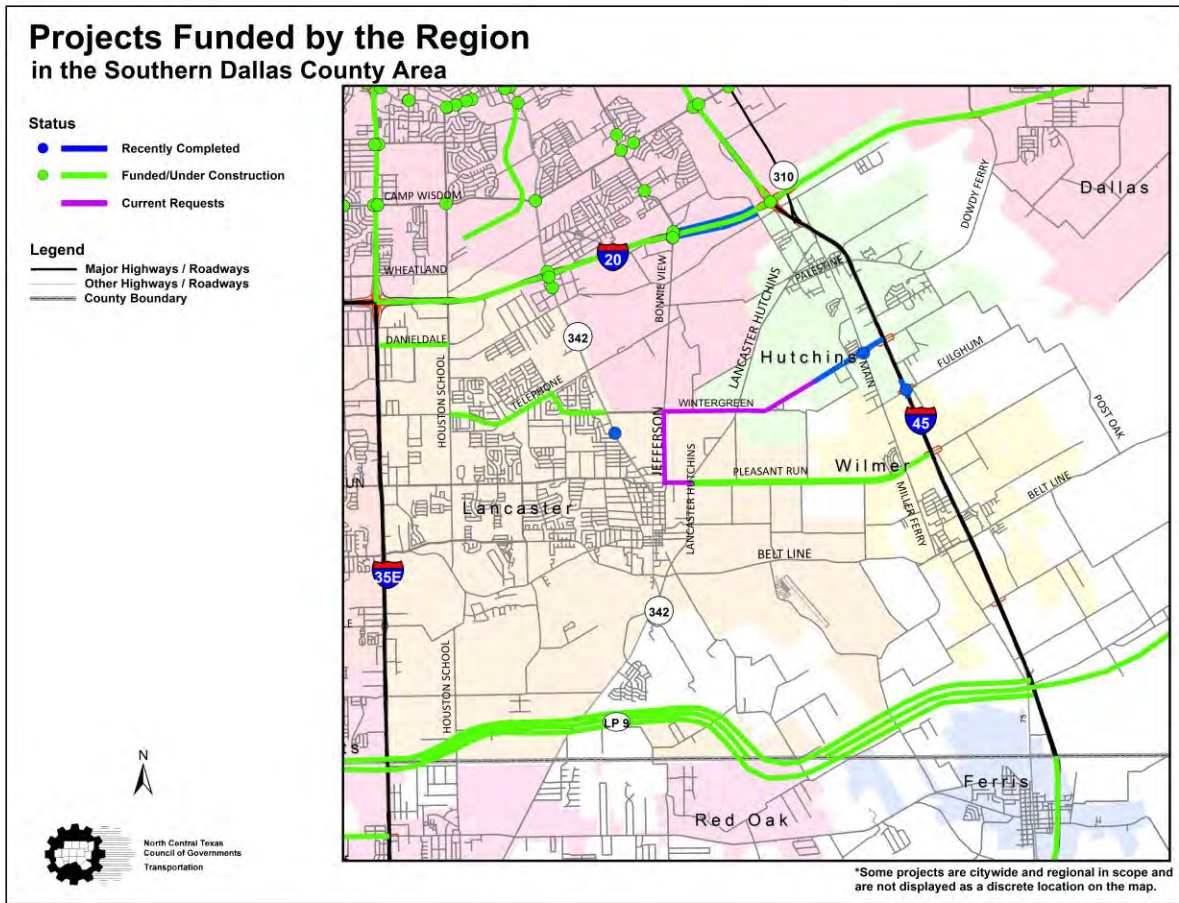 Projects Funded by the Region
in the Southern Dallas County Area
Status
Recently Completed
Funded/Under Construction
Current Requests
Legend
Major Highways / Roadways
Other Highways / Roadways
County Boundary
310
Dallas
CAMP WISDOM
DOWDY FERRY
20
WHEATLAND
BONNIE VIEW
PALESTINE
LANCASTER HUTCHINS
342
DANIELDALE
Hutchins
MAIN
FULGHUM
TELEPHONE
HOUSTON SCHOOL
WINTERGREEN
45
POST OAK
JEFFERSON
Wilmer
PLEASANT RUN
UN
BELT LINE
Lancaster
LANCASTER HUTCHINS
MILLER FERRY
BELT LINE
35E
342
HOUSTON SCHOOL
LP 9
75
N
Ferris
Red Oak
North Central Texas
Council of Governments
Transportation
*Some projects are citywide and regional in scope and
are not displayed as a discrete location on the map.